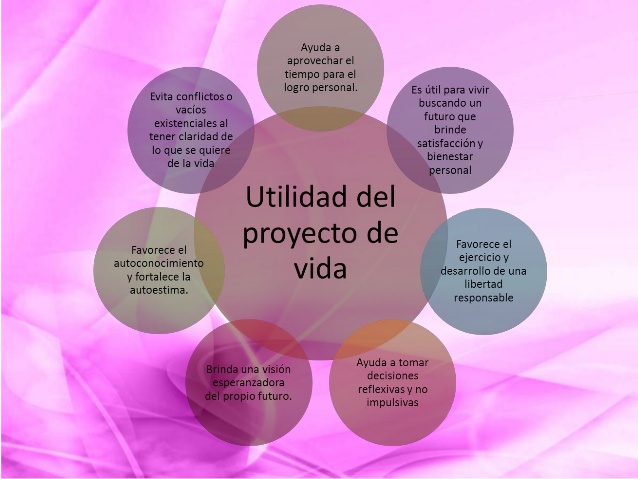 Ayuda a
aprovechar el
tiempo para el
logro personal.
Es útil para vivir
buscando un
futuro que
brinde
satisfacción y
bienestar
personal
Favorece el
ejercicio y
desarrollo de una
libertad
responsable
Ayuda a tomar
decisiones
reflexivas y no
impulsivas
Brinda una visión
esperanzadora
del propio futuro.
Favorece el
autoconocimiento
y fortalece la
autoestima.
Evita conflictos o
vacíos
existenciales al
tener claridad de
lo que se quiere
de la vida
Utilidad del
proyecto de
vida